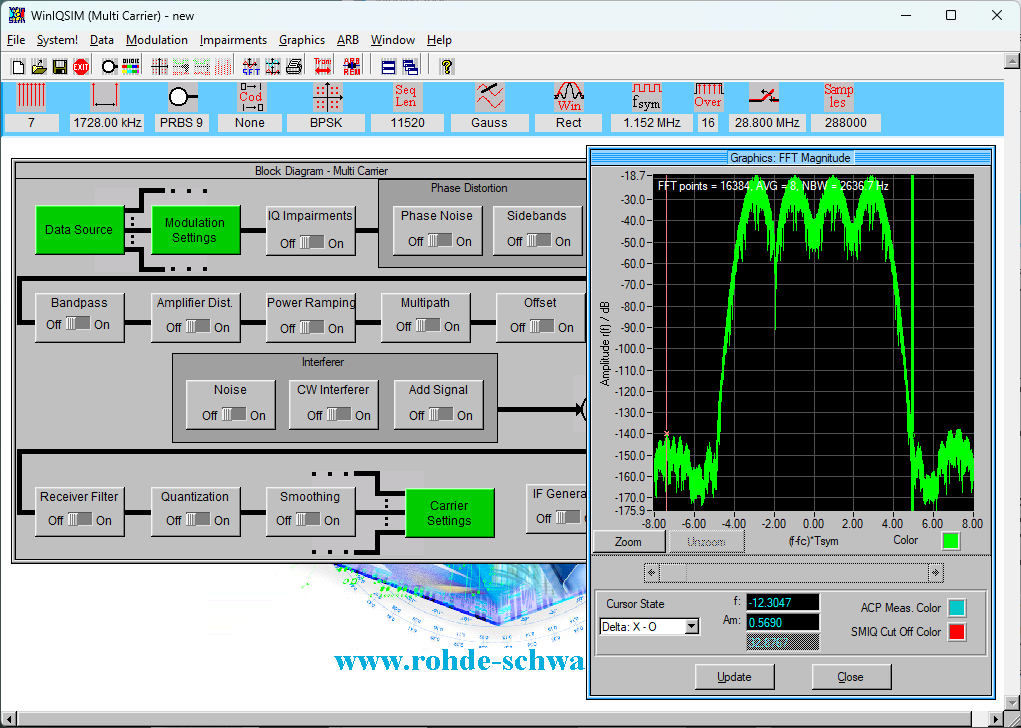 WinIQSIM (Multi Carrier) - new
File System! Data Modulation Impairments Graphics ARB Window Help
EXIT
Cod
Seq Len
Win
fsym
Over
Samp les
7 1728.00 kHz PRBS 9 None BPSK 11520 Gauss Rect 1.152 MHz 16 28.800 MHz 288000
Block Diagram - Multi Carrier
Data Source
Modulation Settings
IQ Impairments
Off On
Phase Distortion
Phase Noise
Off On
Sidebands
Off On
Bandpass
Off On
Amplifier Dist.
Off On
Power Ramping
Off On
Multipath
Off On
Offset
Off On
Interferer
Noise
Off On
CW Interferer
Off On
Add Signal
Off On
Receiver Filter
Off On
Quantization
Off On
Smoothing
Off On
Carrier Settings
IF Genera
Off
www.rohde-schwa
Graphics: FFT Magnitude
FFT points = 16384, AVG = 8, NBW = 2636.7 Hz
Amplitude r(f) / dB
-18.7
-30.0
-40.0
-50.0
-60.0
-70.0
-80.0
-90.0
-100.0
-110.0
-120.0
-130.0
-140.0
-150.0
-160.0
-170.0
-175.9
-8.00 -6.00 -4.00 -2.00 0.00 2.00 4.00 6.00 8.00
Zoom Unzoom (f-fc)*Tsym Color
Cursor State
Delta: X - O
f: -12.3047
Am: 0.5690
32.8767
ACP Meas. Color
SMIQ Cut Off Color
Update Close